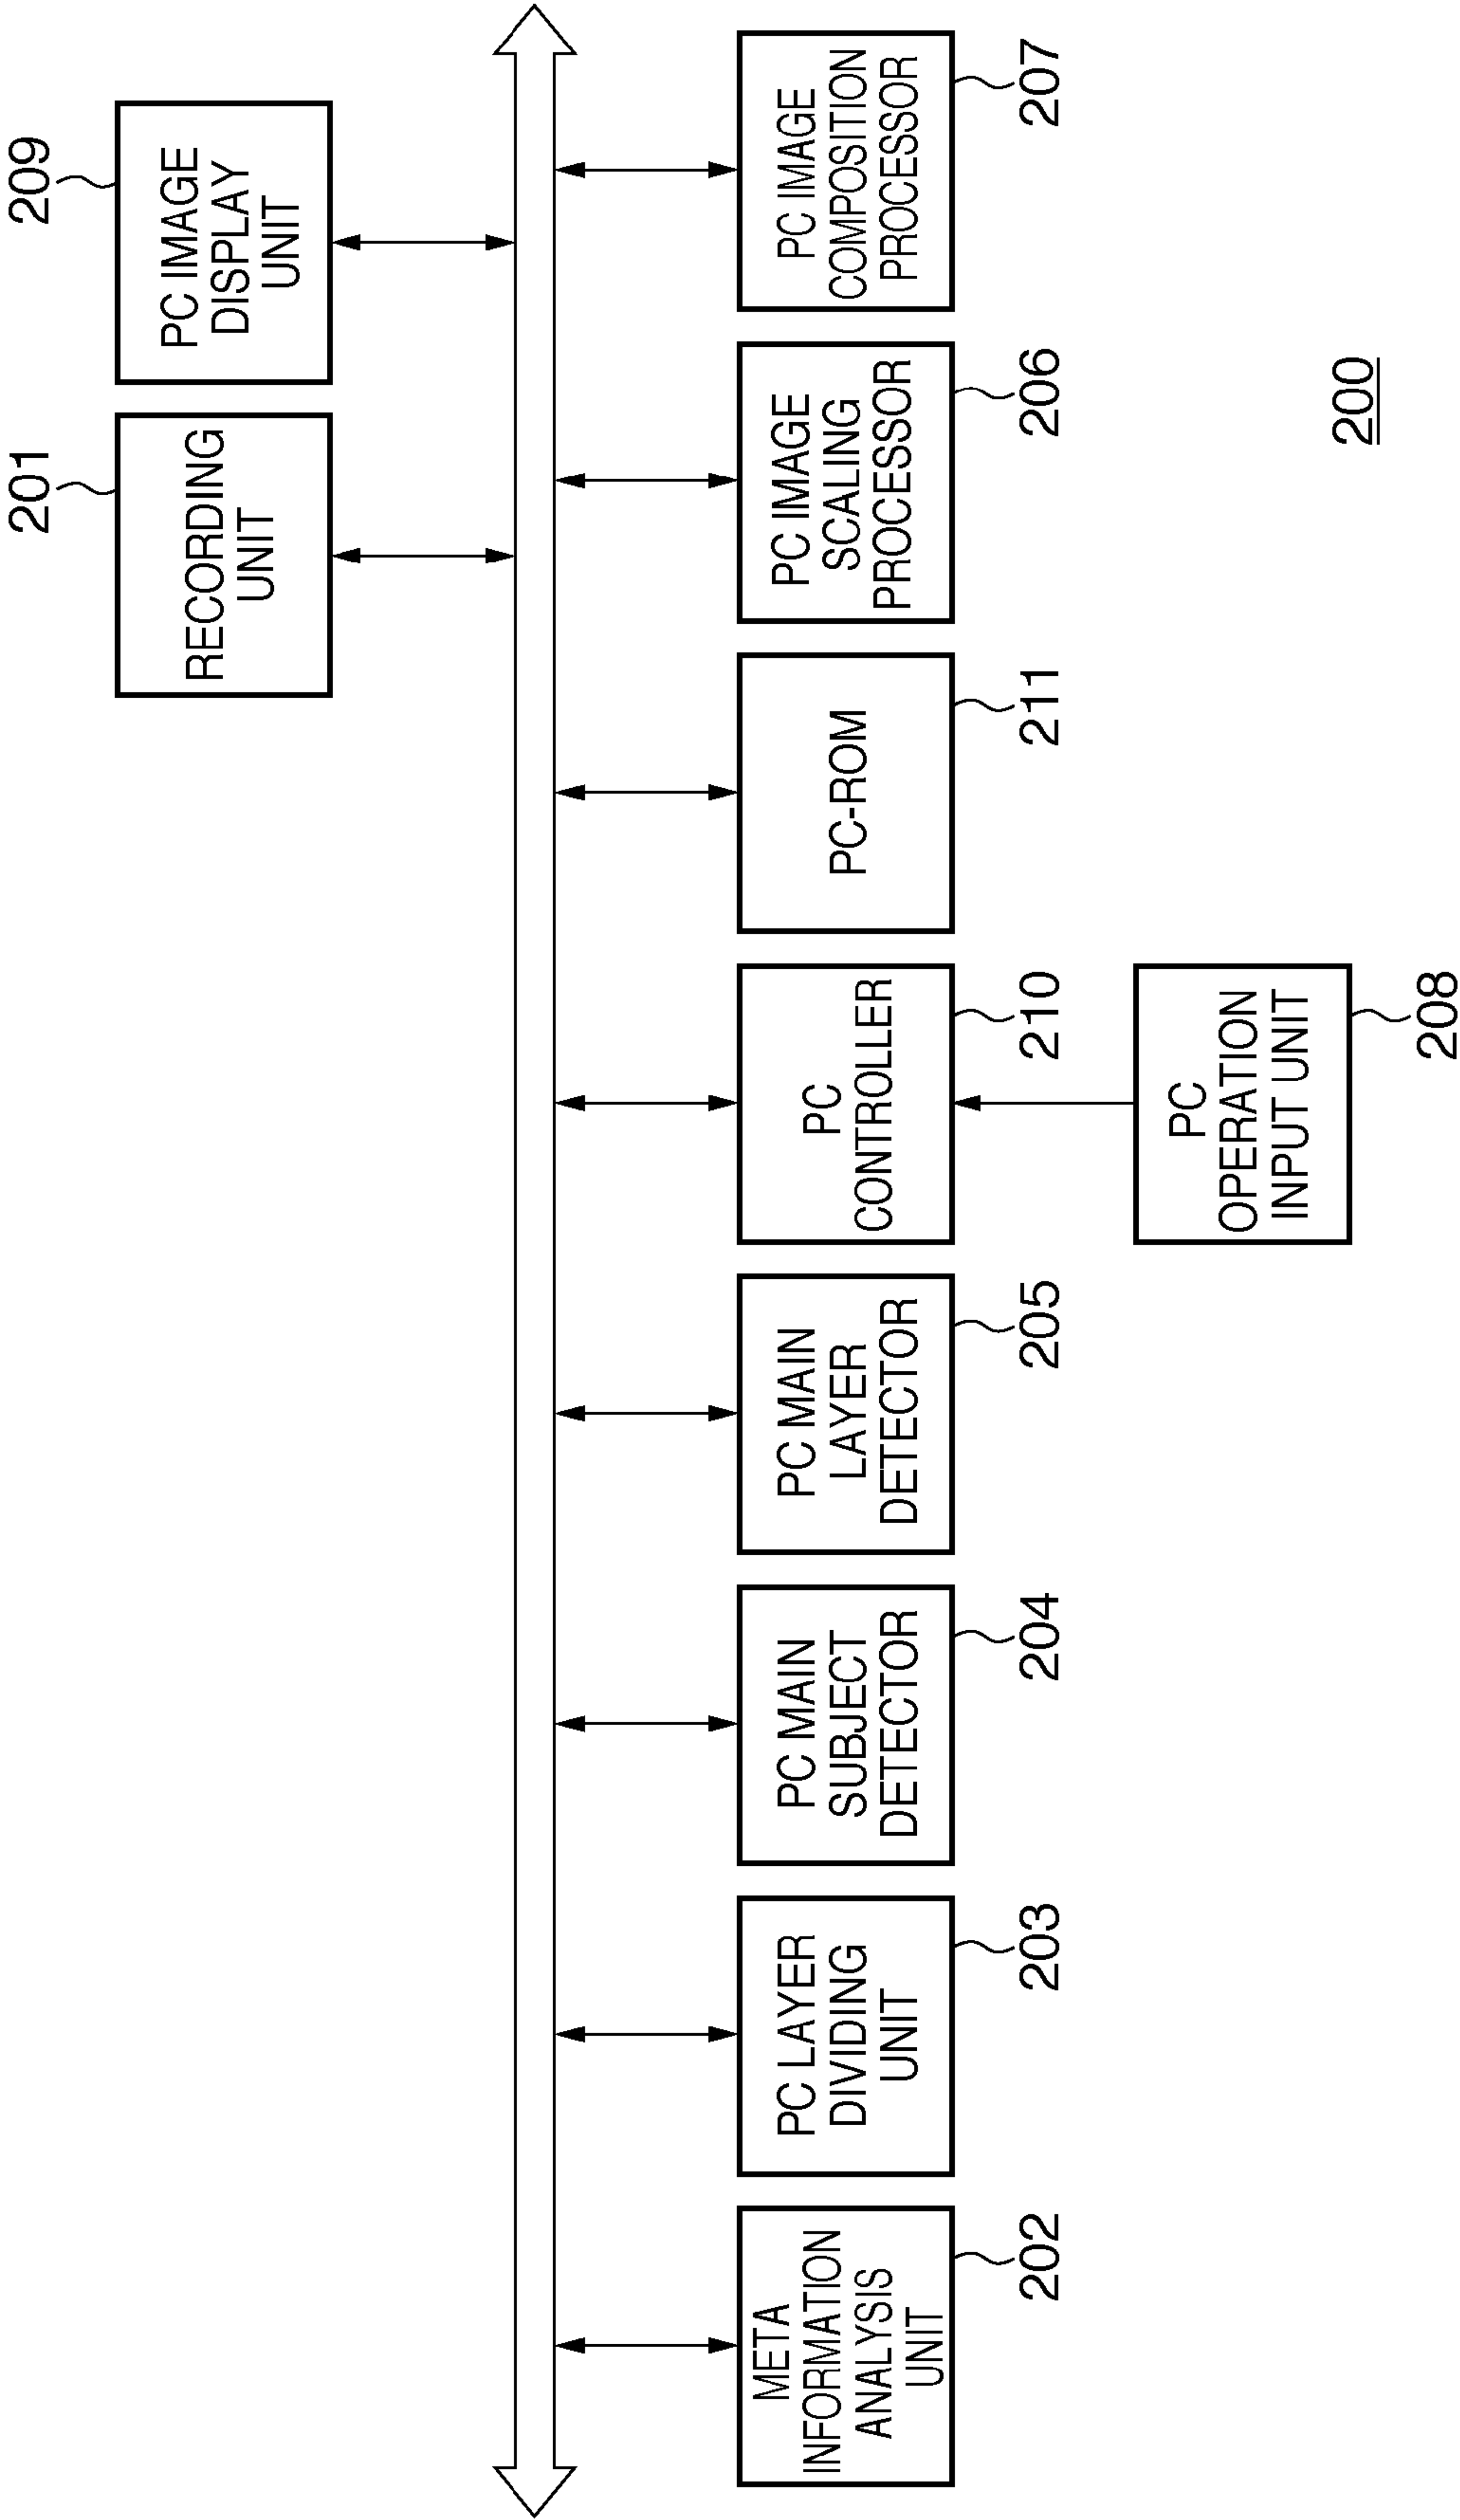 201
RECORDING
UNIT
209
PC IMAGE
DISPLAY
UNIT
META
INFORMATION
ANALYSIS
UNIT
202
PC LAYER
DIVIDING
UNIT
203
PC MAIN
SUBJECT
DETECTOR
204
PC MAIN
LAYER
DETECTOR
205
PC
CONTROLLER
210
PC-ROM
211
PC IMAGE
SCALING
PROCESSOR
206
PC IMAGE
COMPOSITION
PROCESSOR
207
PC
OPERATION
INPUT UNIT
208
200